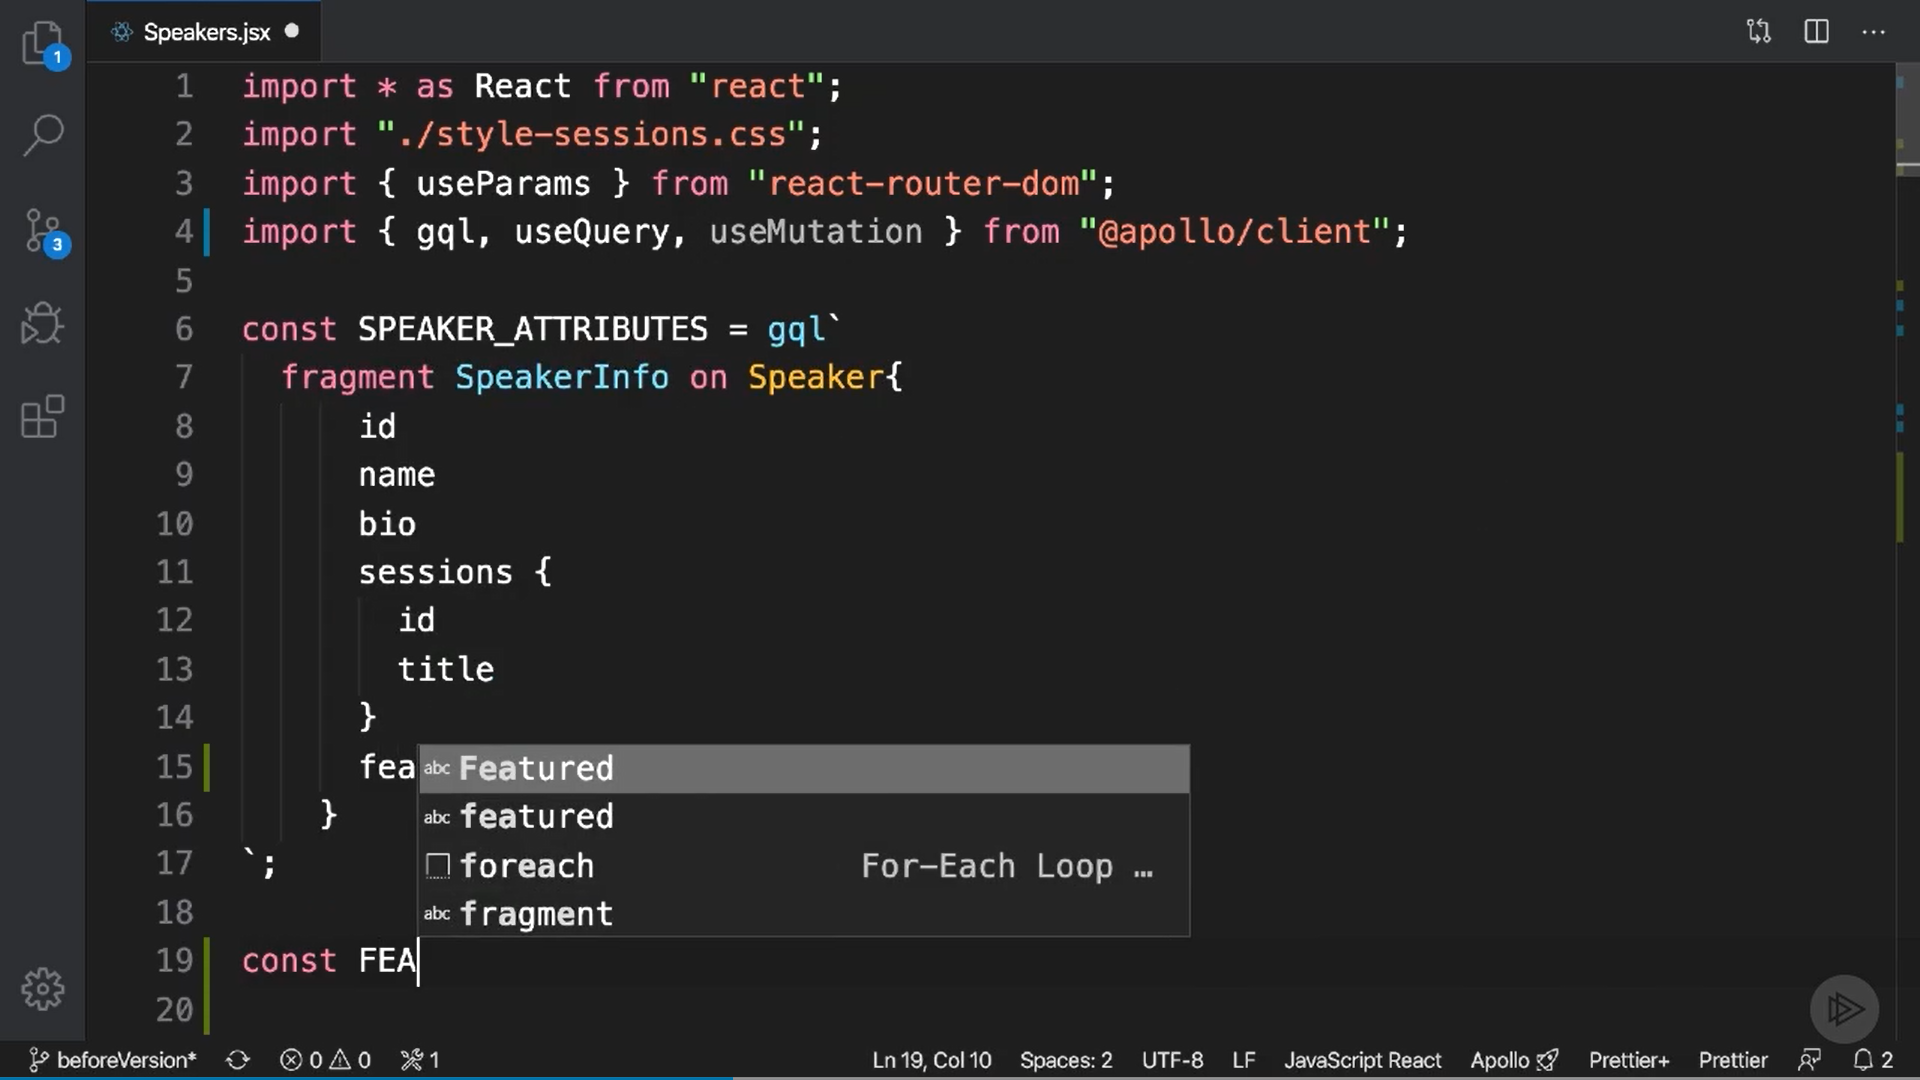 1
Speakers.jsx
1 import * as React from "react";
2 import "./style-sessions.css";
3 import { useParams } from "react-router-dom";
4 import { gql, useQuery, useMutation } from "@apollo/client";
3
5
6 const SPEAKER_ATTRIBUTES = gql`
7 fragment SpeakerInfo on Speaker{
8 id
9 name
10 bio
11 sessions {
12 id
13 title
14 }
15 fea abc Featured
16 } abc featured
17 `; foreach For-Each Loop ...
18 abc fragment
19 const FEA
20
beforeVersion* 0 0 1 Ln 19, Col 10 Spaces: 2 UTF-8 LF JavaScript React Apollo Prettier+ Prettier 2